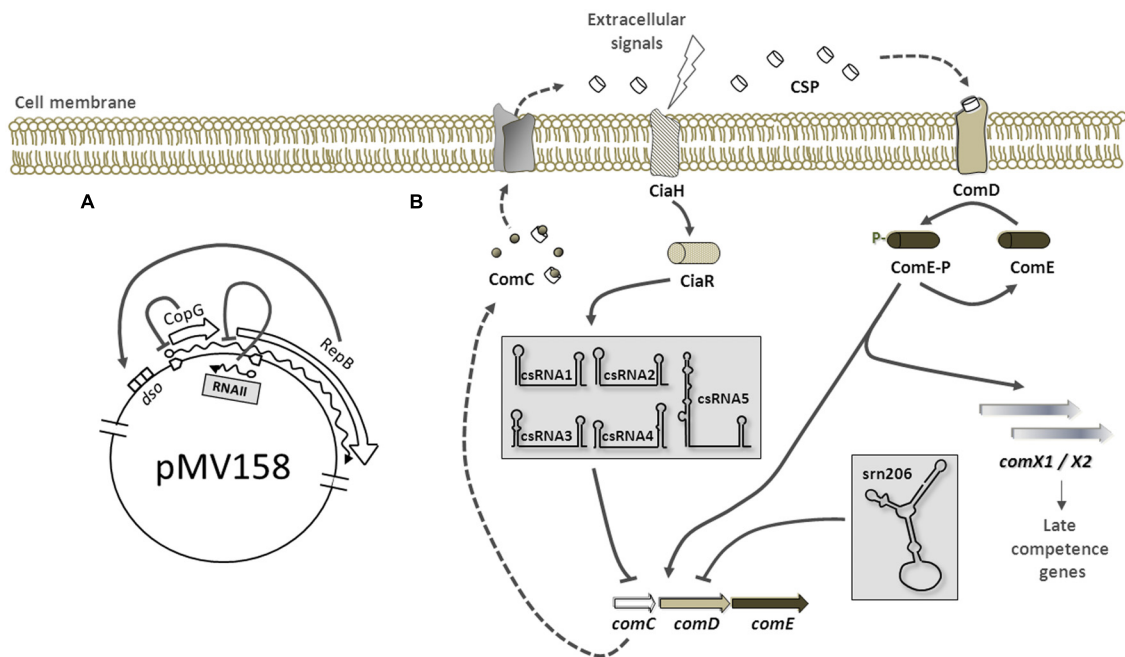 Extracellular
signals
CSP
Cell membrane
A
B
CiaH
ComD
P-
ComC
CiaR
ComE-P
ComE
CopG
RepB
dso
RNAII
pMV158
csRNA1
csRNA2
csRNA5
csRNA3
csRNA4
srn206
comX1 / X2
Late
competence
genes
comC
comD
comE